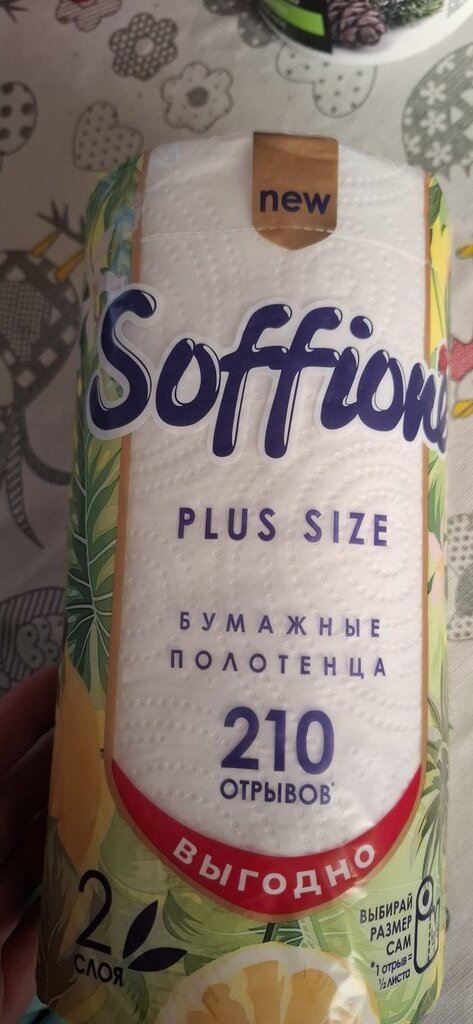 new
Soffione
PLUS SIZE
БУМАЖНЫЕ
ПОЛОТЕНЦА
210
ОТРЫВОВ*
ВЫГОДНО
2
СЛОЯ
ВЫБИРАЙ
РАЗМЕР
САМ
*1 отрыв =
½ листа